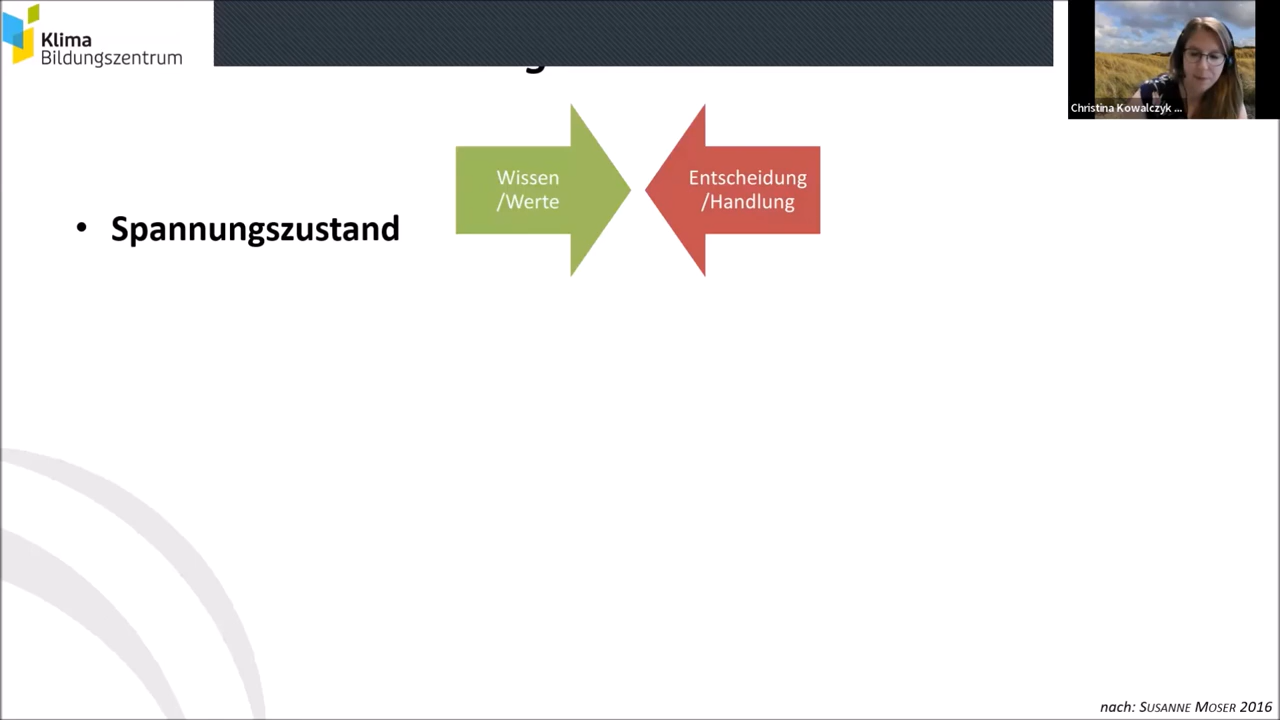 Klima
Bildungszentrum
Christina Kowalczyk ...
Wissen
/Werte
Entscheidung
/Handlung
• Spannungszustand
nach: SUSANNE MOSER 2016